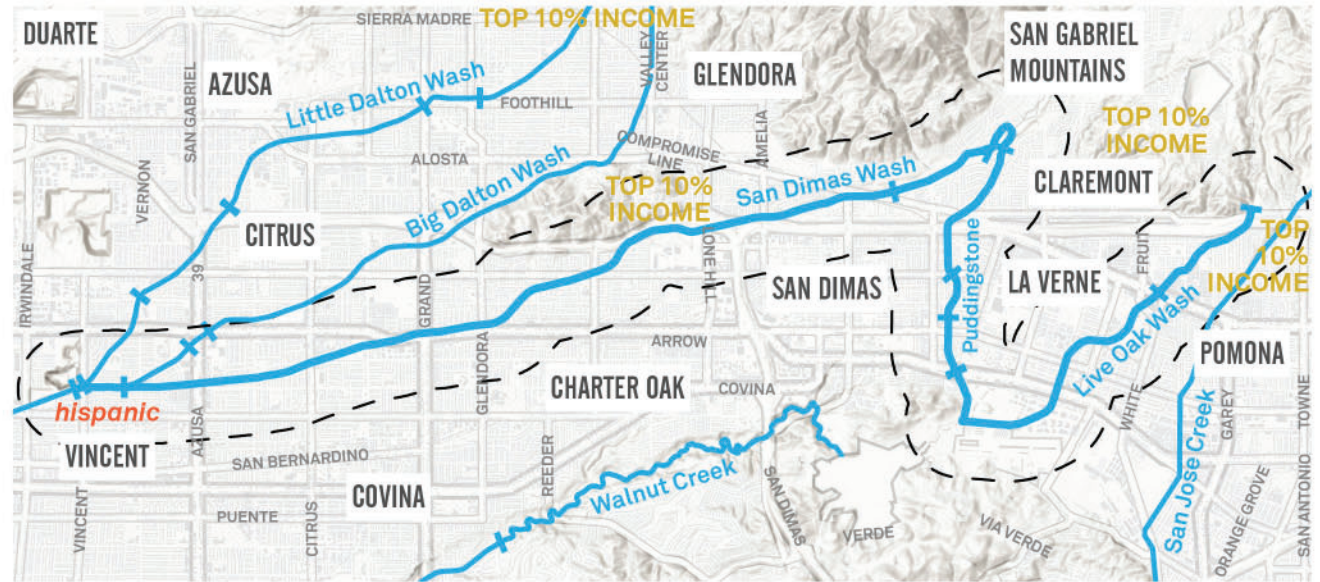 SIERRA MADRE
TOP 10% INCOME
DUARTE
SAN GABRIEL
MOUNTAINS
VALLEY
CENTER
GLENDORA
AZUSA
SAN GABRIEL
Little Dalton Wash
FOOTHILL
TOP 10%
INCOME
COMPROMISE
LINE
AMELIA
ALOSTA
Big Dalton Wash
VERNON
TOP 10%
INCOME
San Dimas Wash
CLAREMONT
CITRUS
TOP
10%
INCOME
IRWINDALE
39
GRAND
LONE HILL
SAN DIMAS
Puddingstone
LA VERNE
FRUIT
Live Oak Wash
ARROW
POMONA
GLENDORA
CHARTER OAK
COVINA
hispanic
VINCENT
AZUSA
SAN BERNARDINO
WHITE
GAREY
TOWNE
COVINA
REEDER
Walnut Creek
SAN DIMAS
San Jose Creek
VINCENT
PUENTE
CITRUS
VERDE
VIA VERDE
ORANGE GROVE
SAN ANTONIO